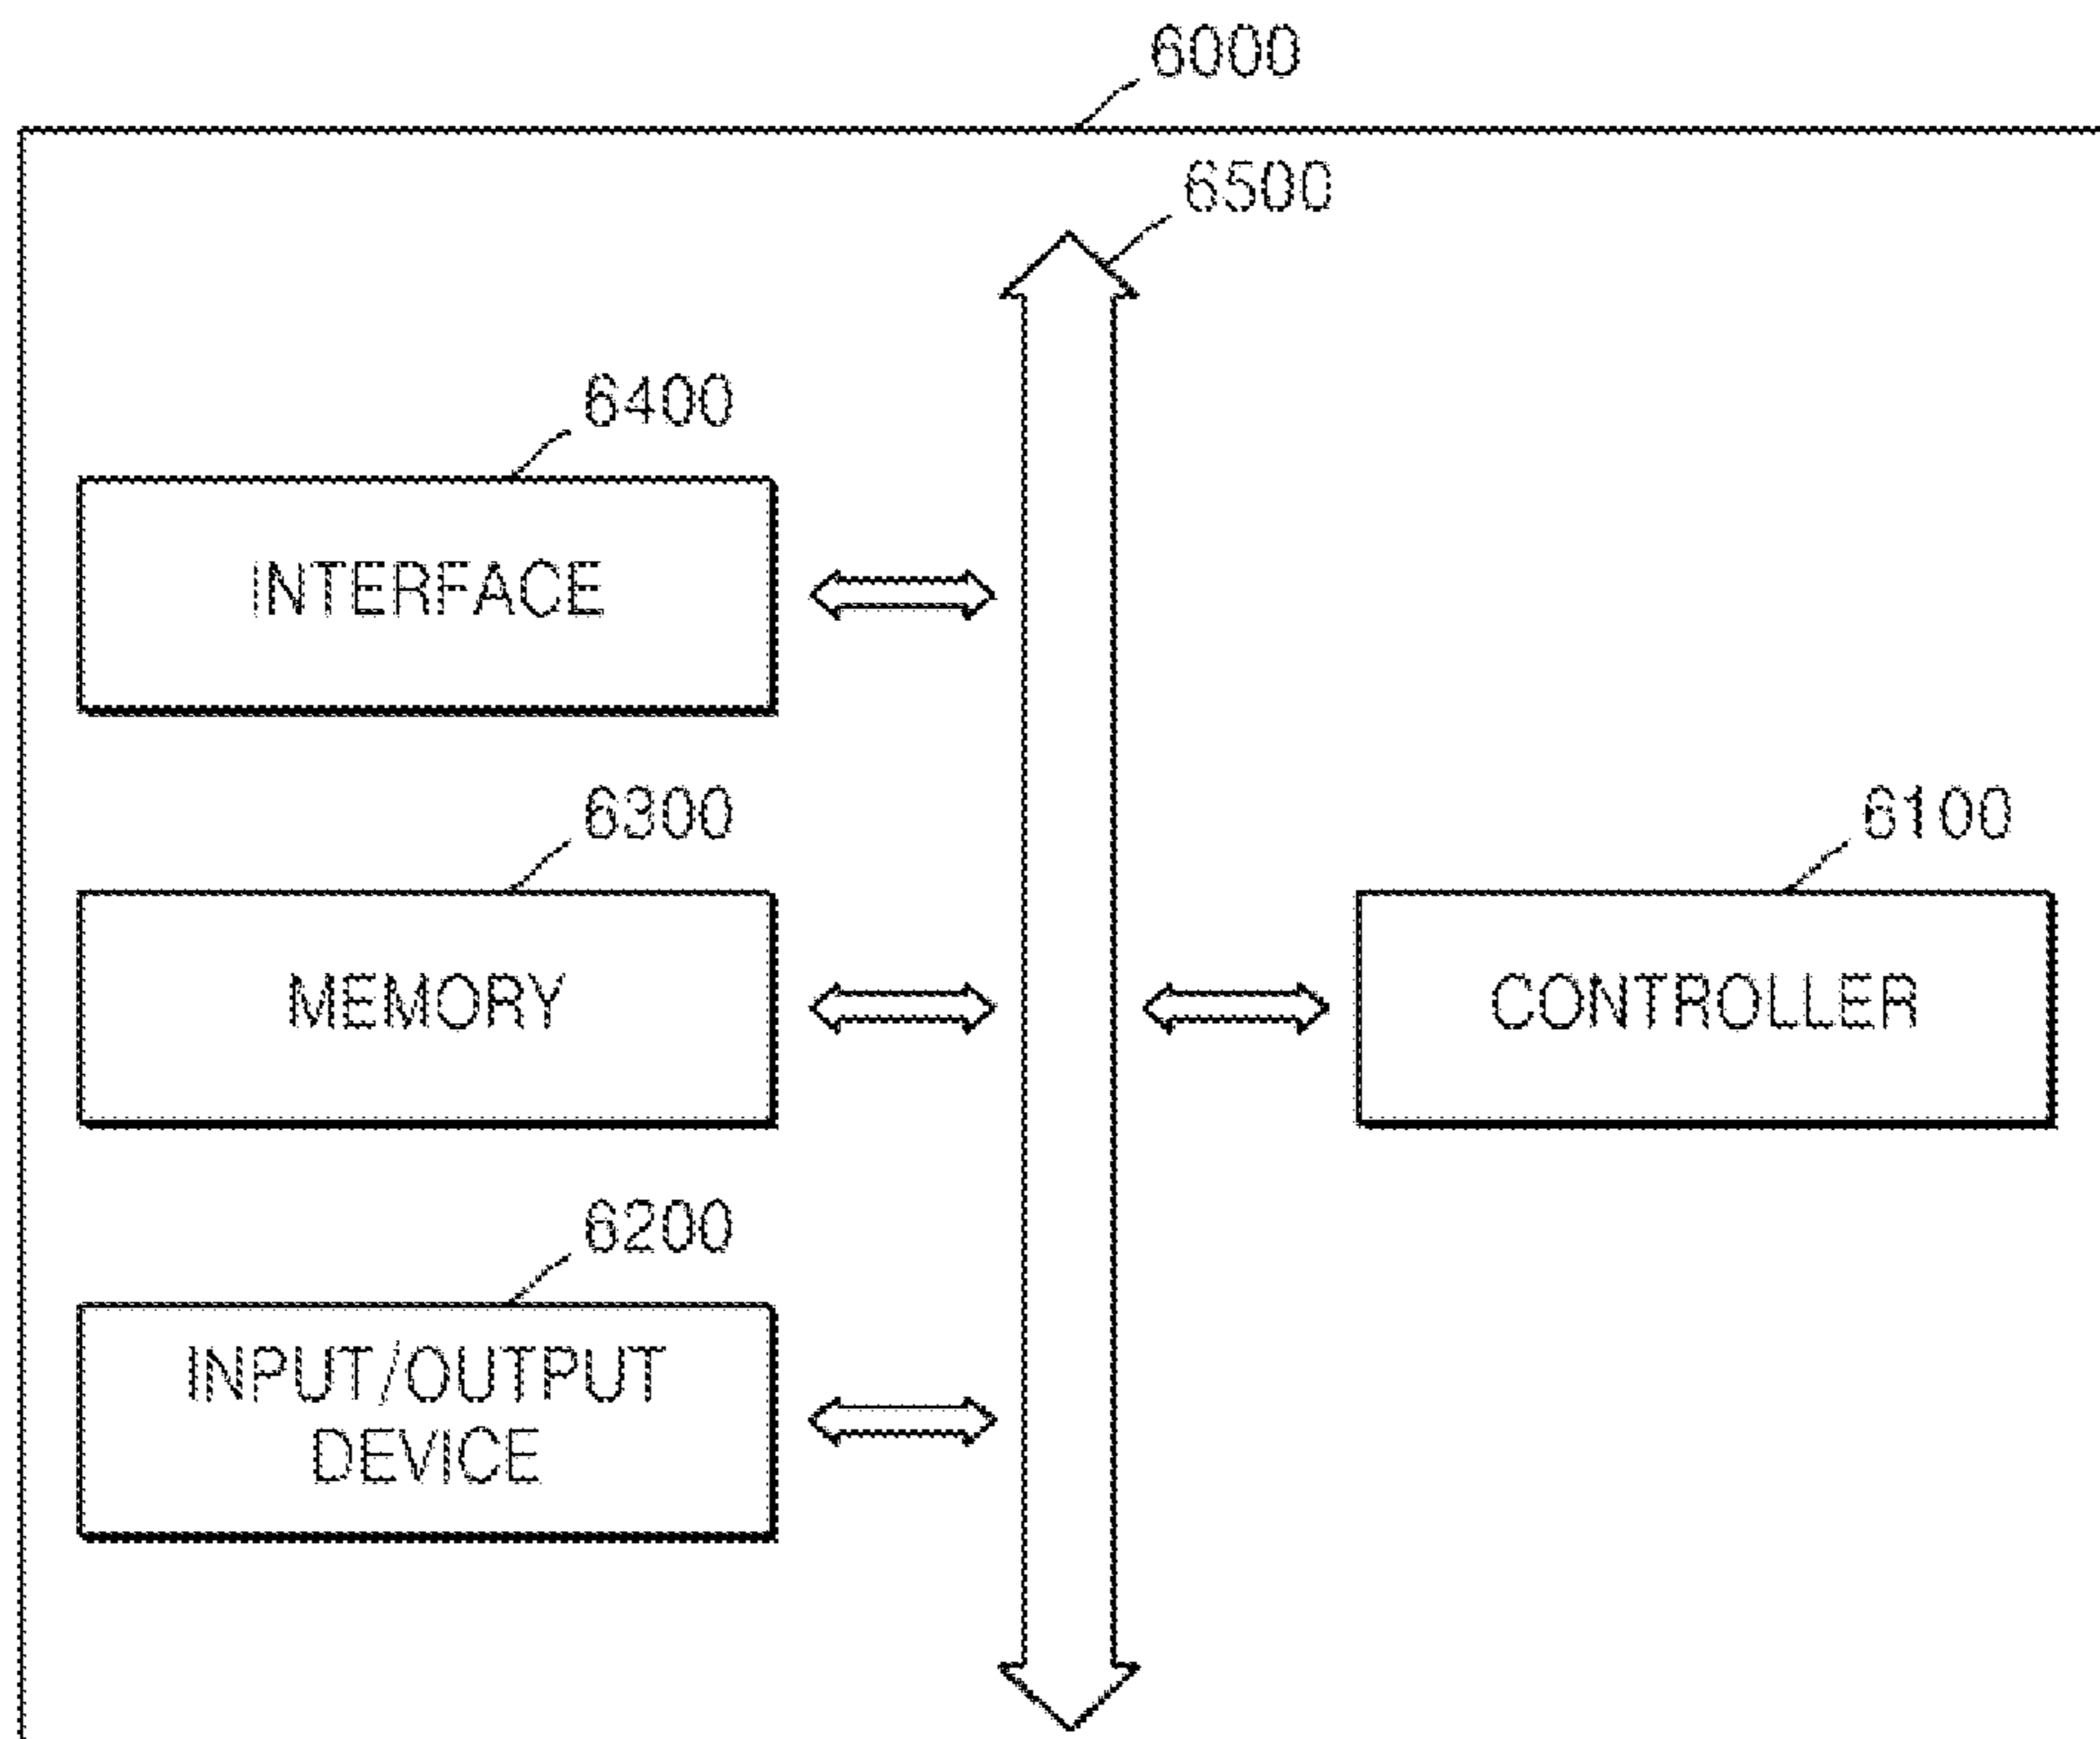 6000
6500
6400
INTERFACE
6300
MEMORY
6100
CONTROLLER
6200
INPUT/OUTPUT
DEVICE